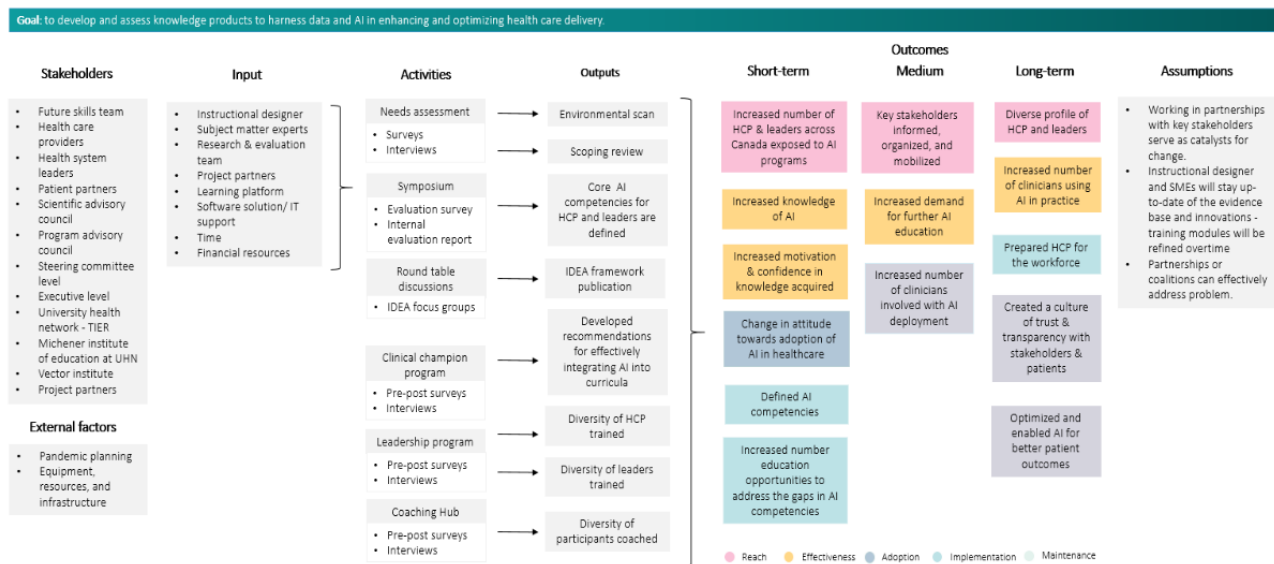 Goal: to develop and assess knowledge products to harness data and AI in enhancing and optimizing health care delivery.
Stakeholders
• Future skills team
• Health care
providers
• Health system
leaders
• Patient partners
• Scientific advisory
council
• Program advisory
council
• Steering committee
level
• Executive level
• University health
network - TIER
• Michener institute
of education at UHN
• Vector institute
• Project partners
External factors
• Pandemic planning
• Equipment,
resources, and
infrastructure
Input
• Instructional designer
• Subject matter experts
• Research & evaluation
team
• Project partners
• Learning platform
• Software solution/ IT
support
• Time
• Financial resources
Activities
Needs assessment
• Surveys
• Interviews
Symposium
• Evaluation survey
• Internal
evaluation report
Round table
discussions
• IDEA focus groups
Clinical champion
program
• Pre-post surveys
• Interviews
Leadership program
• Pre-post surveys
• Interviews
Coaching Hub
• Pre-post surveys
• Interviews
Outputs
Environmental scan
Scoping review
Core AI
competencies for
HCP and leaders are
defined
IDEA framework
publication
Developed
recommendations
for effectively
integrating AI into
curricula
Diversity of HCP
trained
Diversity of leaders
trained
Diversity of
participants coached
Outcomes
Short-term
Increased number of
HCP & leaders across
Canada exposed to AI
programs
Increased knowledge
of AI
Increased motivation
& confidence in
knowledge acquired
Change in attitude
towards adoption of
AI in healthcare
Defined AI
competencies
Increased number
education
opportunities to
address the gaps in AI
competencies
Medium
Key stakeholders
informed,
organized, and
mobilized
Increased demand
for further AI
education
Increased number
of clinicians
involved with AI
deployment
Long-term
Diverse profile of
HCP and leaders
Increased number
of clinicians using
AI in practice
Prepared HCP for
the workforce
Created a culture
of trust &
transparency with
stakeholders &
patients
Optimized and
enabled AI for
better patient
outcomes
Assumptions
• Working in partnerships
with key stakeholders
serve as catalysts for
change.
• Instructional designer
and SMEs will stay up-
to-date of the evidence
base and innovations -
training modules will be
refined overtime
• Partnerships or
coalitions can effectively
address problem.
Reach
Effectiveness
Adoption
Implementation
Maintenance